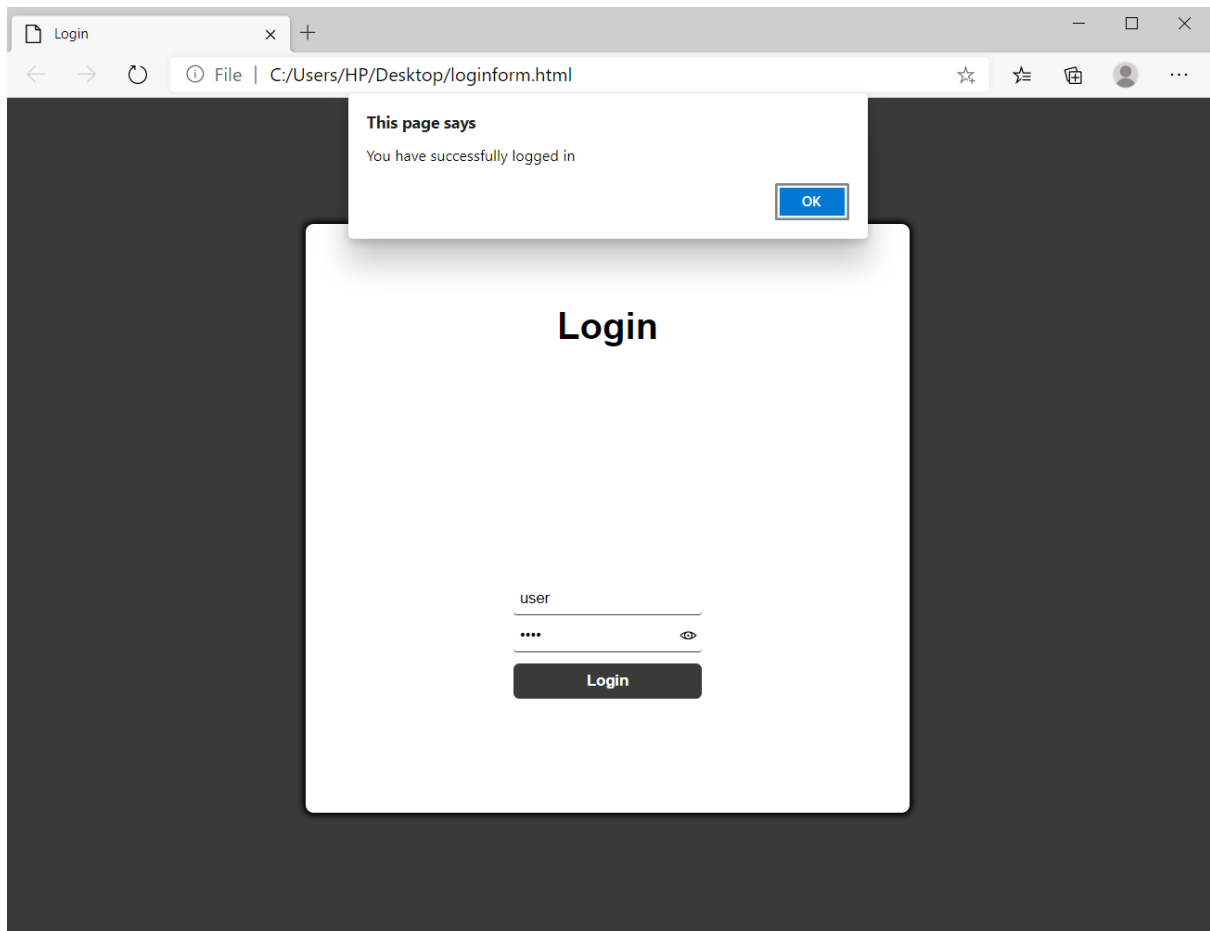 Login
File | C:/Users/HP/Desktop/loginform.html
This page says
You have successfully logged in
OK
Login
user
••••
Login